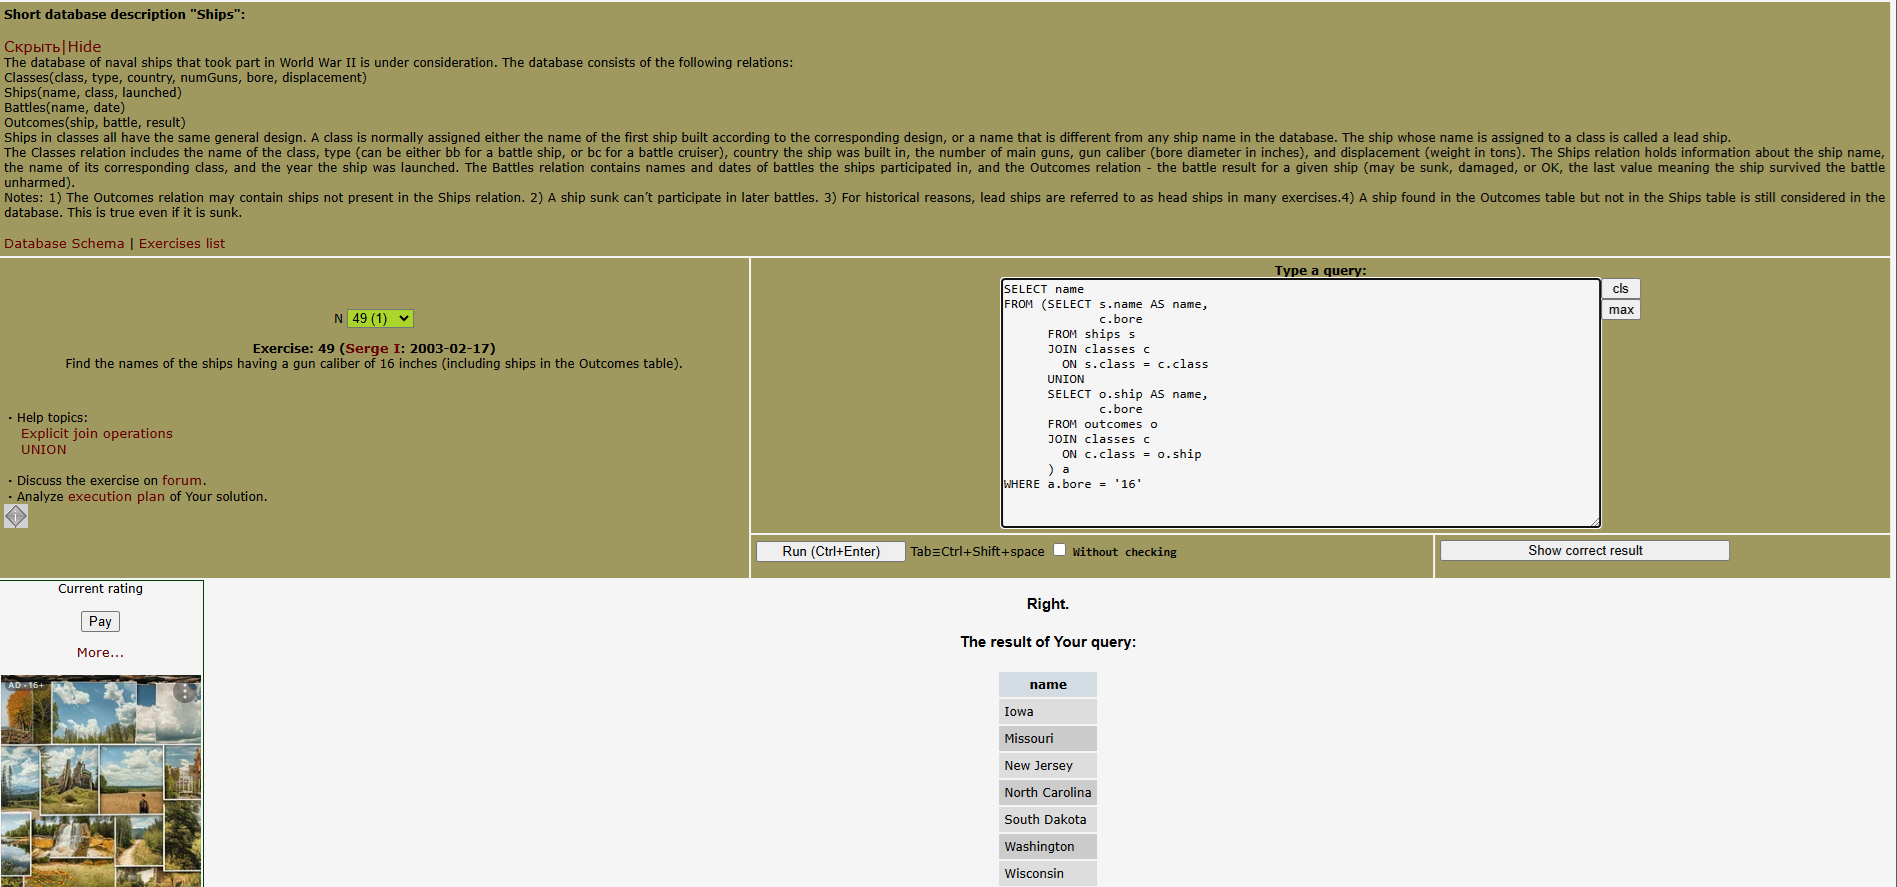 Short database description "Ships":
Скрыть|Hide
The database of naval ships that took part in World War II is under consideration. The database consists of the following relations:
Classes(class, type, country, numGuns, bore, displacement)
Ships(name, class, launched)
Battles(name, date)
Outcomes(ship, battle, result)
Ships in classes all have the same general design. A class is normally assigned either the name of the first ship built according to the corresponding design, or a name that is different from any ship name in the database. The ship whose name is assigned to a class is called a lead ship.
The Classes relation includes the name of the class, type (can be either bb for a battle ship, or bc for a battle cruiser), country the ship was built in, the number of main guns, gun caliber (bore diameter in inches), and displacement (weight in tons). The Ships relation holds information about the ship name,
the name of its corresponding class, and the year the ship was launched. The Battles relation contains names and dates of battles the ships participated in, and the Outcomes relation - the battle result for a given ship (may be sunk, damaged, or OK, the last value meaning the ship survived the battle
unharmed).
Notes: 1) The Outcomes relation may contain ships not present in the Ships relation. 2) A ship sunk can't participate in later battles. 3) For historical reasons, lead ships are referred to as head ships in many exercises.4) A ship found in the Outcomes table but not in the Ships table is still considered in the
database. This is true even if it is sunk.
Database Schema | Exercises list
N 49 (1)
Exercise: 49 (Serge I: 2003-02-17)
Find the names of the ships having a gun caliber of 16 inches (including ships in the Outcomes table).
· Help topics:
Explicit join operations
UNION
· Discuss the exercise on forum.
· Analyze execution plan of Your solution.
Type a query:
SELECT name
FROM (SELECT s.name AS name,
c.bore
FROM ships s
JOIN classes c
ON s.class = c.class
UNION
SELECT o.ship AS name,
c.bore
FROM outcomes o
JOIN classes c
ON c.class = o.ship
) a
WHERE a.bore = '16'
cls
max
Run (Ctrl+Enter) Tab≡Ctrl+Shift+space Without checking
Show correct result
Current rating
Pay
More...
AD · 16+
Right.
The result of Your query:
name
Iowa
Missouri
New Jersey
North Carolina
South Dakota
Washington
Wisconsin